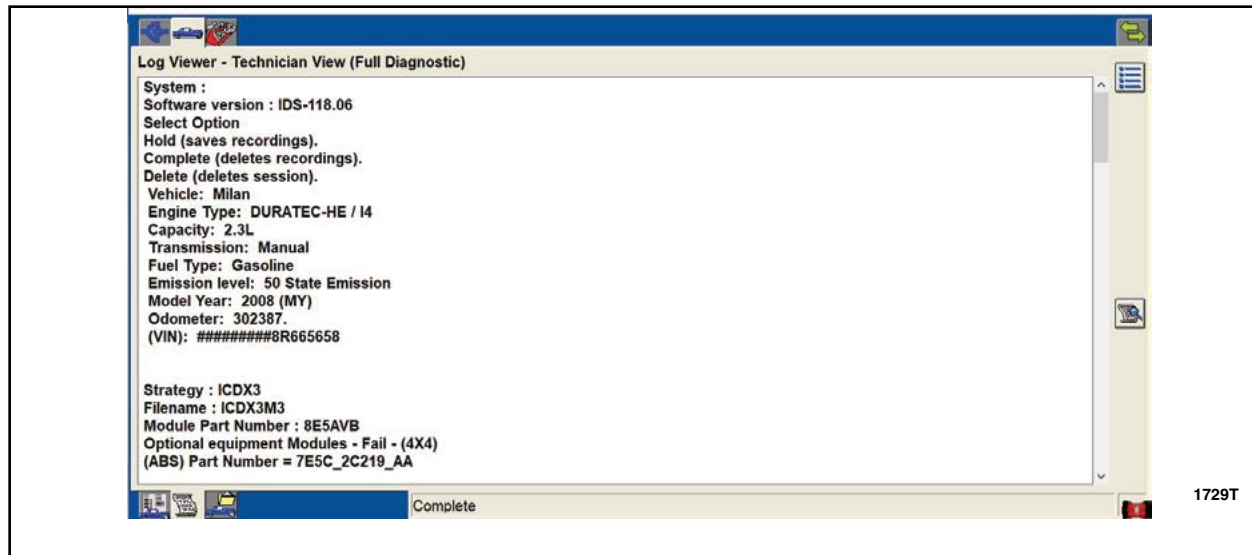 Log Viewer - Technician View (Full Diagnostic)
System :
Software version : IDS-118.06
Select Option
Hold (saves recordings).
Complete (deletes recordings).
Delete (deletes session).
Vehicle: Milan
Engine Type: DURATEC-HE / I4
Capacity: 2.3L
Transmission: Manual
Fuel Type: Gasoline
Emission level: 50 State Emission
Model Year: 2008 (MY)
Odometer: 302387.
(VIN): #########8R665658
Strategy : ICDX3
Filename : ICDX3M3
Module Part Number : 8E5AVB
Optional equipment Modules - Fail - (4X4)
(ABS) Part Number = 7E5C_2C219_AA
Complete
1729T